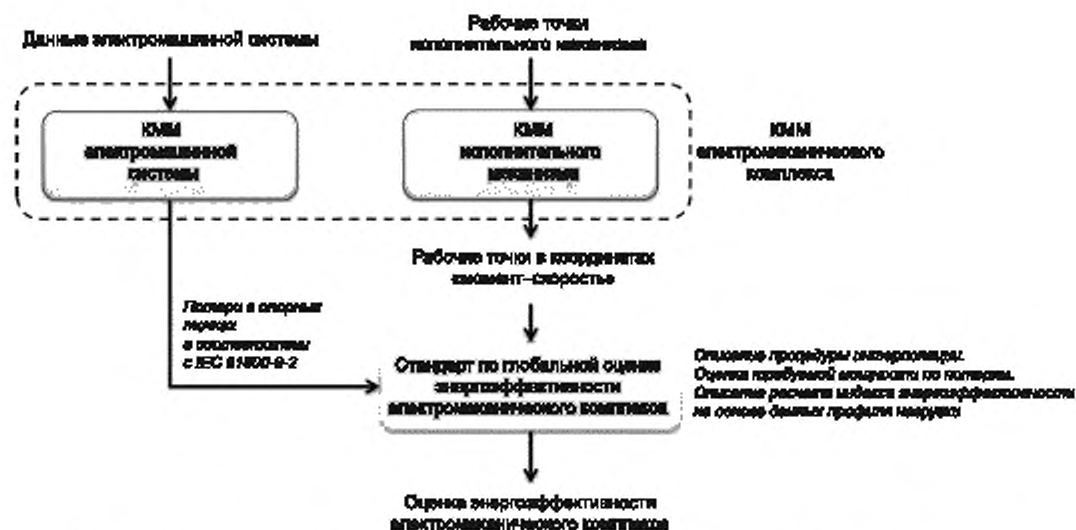 Данные электромашинной системы
Рабочие точки
исполнительного механизма
КММ
электромашинной
системы
КММ
исполнительного
механизма
КММ
электромеханического
комплекса
Рабочие точки в координатах
«момент–скорость»
Потери в опорных
точках
в соответствии
с IEC 61800-9-2
Стандарт по глобальной оценке
энергоэффективности
электромеханического комплекса
Описание процедуры интерполяции.
Оценка требуемой мощности по потерям.
Описание расчета индекса энергоэффективности
на основе данных профиля нагрузки
Оценка энергоэффективности
электромеханического комплекса